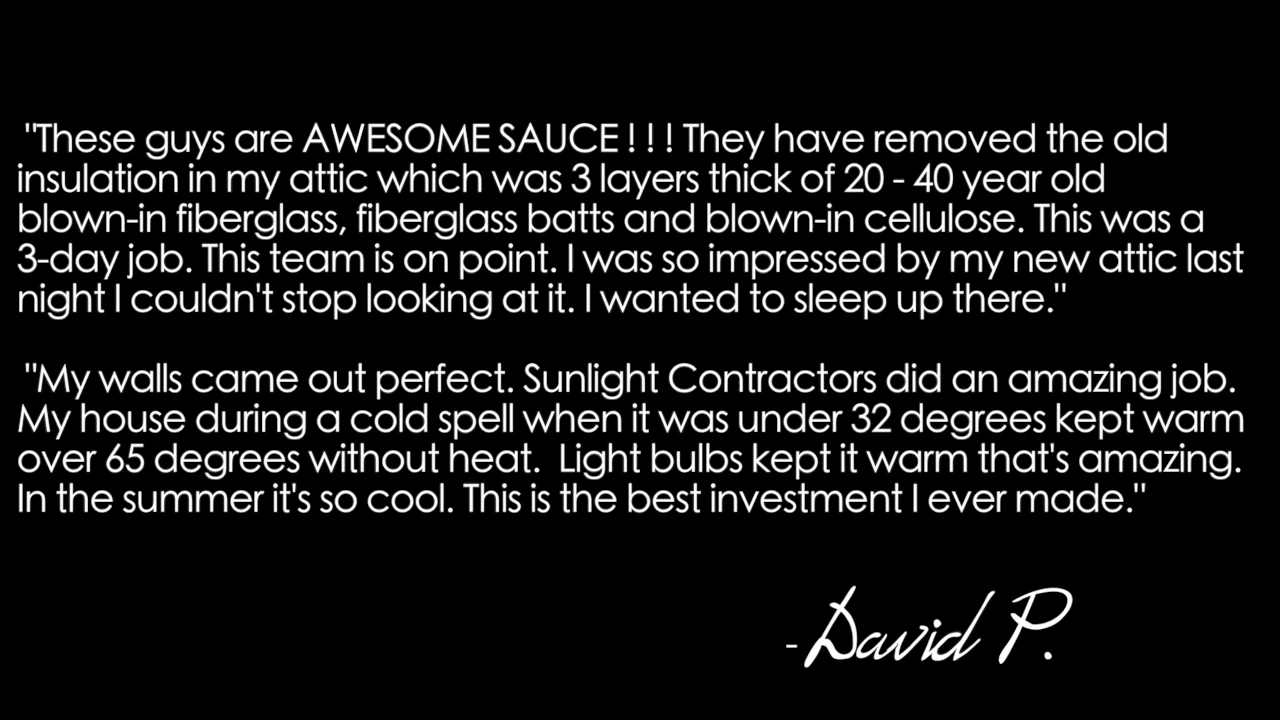 "These guys are AWESOME SAUCE ! ! ! They have removed the old
insulation in my attic which was 3 layers thick of 20 - 40 year old
blown-in fiberglass, fiberglass batts and blown-in cellulose. This was a
3-day job. This team is on point. I was so impressed by my new attic last
night I couldn't stop looking at it. I wanted to sleep up there."
"My walls came out perfect. Sunlight Contractors did an amazing job.
My house during a cold spell when it was under 32 degrees kept warm
over 65 degrees without heat.  Light bulbs kept it warm that's amazing.
In the summer it's so cool. This is the best investment I ever made."
- David P.